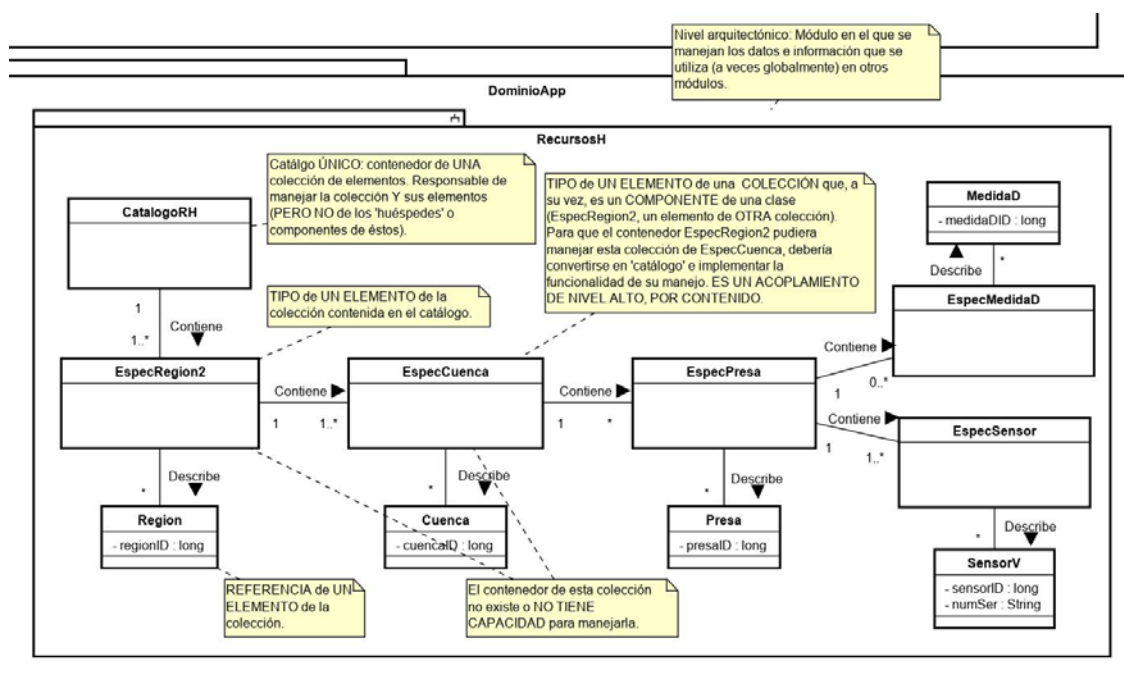 Nivel arquitectónico: Módulo en el que se
manejan los datos e información que se
utiliza (a veces globalmente) en otros
módulos.
DominioApp
RecursosH
Catálgo ÚNICO: contenedor de UNA
colección de elementos. Responsable de
manejar la colección Y sus elementos
(PERO NO de los 'huéspedes' o
componentes de éstos).
TIPO de UN ELEMENTO de una COLECCIÓN que, a
su vez, es un COMPONENTE de una clase
(EspecRegion2, un elemento de OTRA colección).
Para que el contenedor EspecRegion2 pudiera
manejar esta colección de EspecCuenca, debería
convertirse en 'catálogo' e implementar la
funcionalidad de su manejo. ES UN ACOPLAMIENTO
DE NIVEL ALTO, POR CONTENIDO.
CatalogoRH
MedidaD
- medidaDID : long
*
Describe
EspecMedidaD
TIPO de UN ELEMENTO de la
colección contenida en el catálogo.
1
Contiene
1..*
EspecRegion2
Contiene
1
1..*
EspecCuenca
Contiene
1
*
EspecPresa
Contiene
1
0..*
Contiene
1
1..*
EspecSensor
Describe
*
Describe
*
Describe
*
Describe
*
Region
- regionID : long
Cuenca
- cuencaID : long
Presa
- presaID : long
SensorV
- sensorID : long
- numSer : String
REFERENCIA de UN
ELEMENTO de la
colección.
El contenedor de esta colección
no existe o NO TIENE
CAPACIDAD para manejarla.